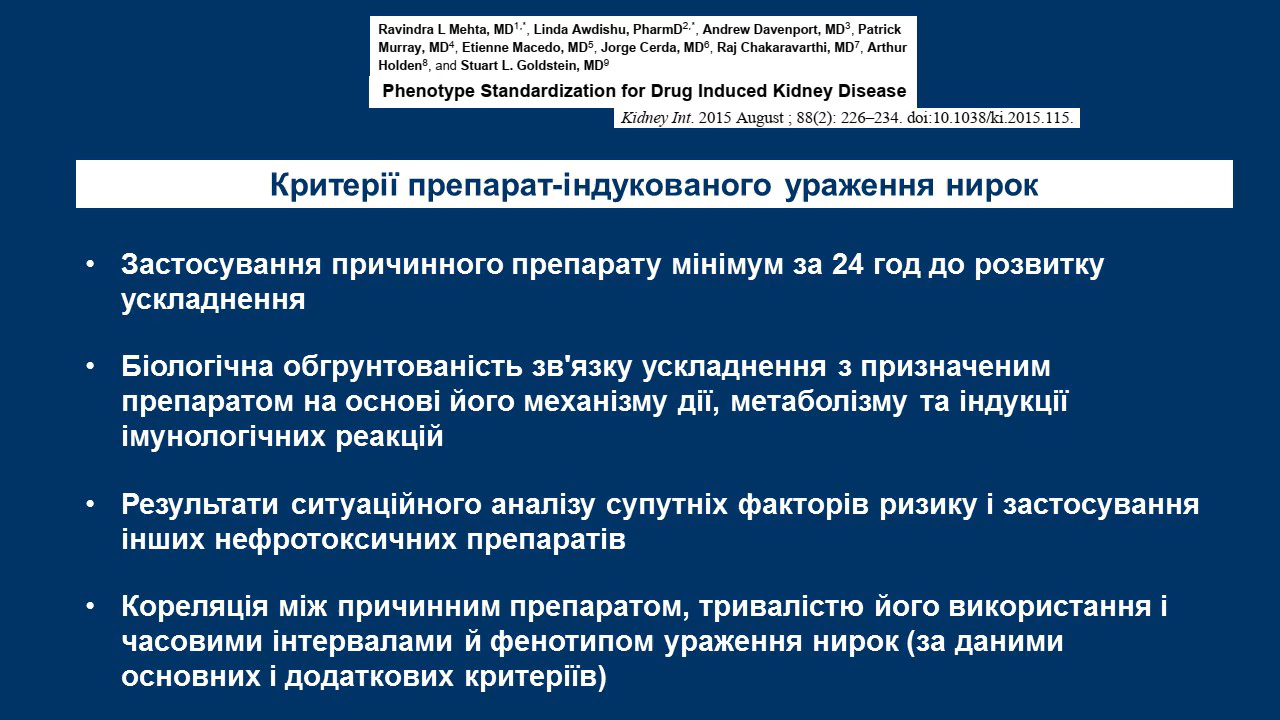 Ravindra L Mehta, MD1,*, Linda Awdishu, PharmD2,*, Andrew Davenport, MD3, Patrick
Murray, MD4, Etienne Macedo, MD5, Jorge Cerda, MD6, Raj Chakaravarthi, MD7, Arthur
Holden8, and Stuart L. Goldstein, MD9
Phenotype Standardization for Drug Induced Kidney Disease
Kidney Int. 2015 August ; 88(2): 226–234. doi:10.1038/ki.2015.115.
Критерії препарат-індукованого ураження нирок
• Застосування причинного препарату мінімум за 24 год до розвитку
ускладнення
• Біологічна обгрунтованість зв'язку ускладнення з призначеним
препаратом на основі його механізму дії, метаболізму та індукції
імунологічних реакцій
• Результати ситуаційного аналізу супутніх факторів ризику і застосування
інших нефротоксичних препаратів
• Кореляція між причинним препаратом, тривалістю його використання і
часовими інтервалами й фенотипом ураження нирок (за даними
основних і додаткових критеріїв)